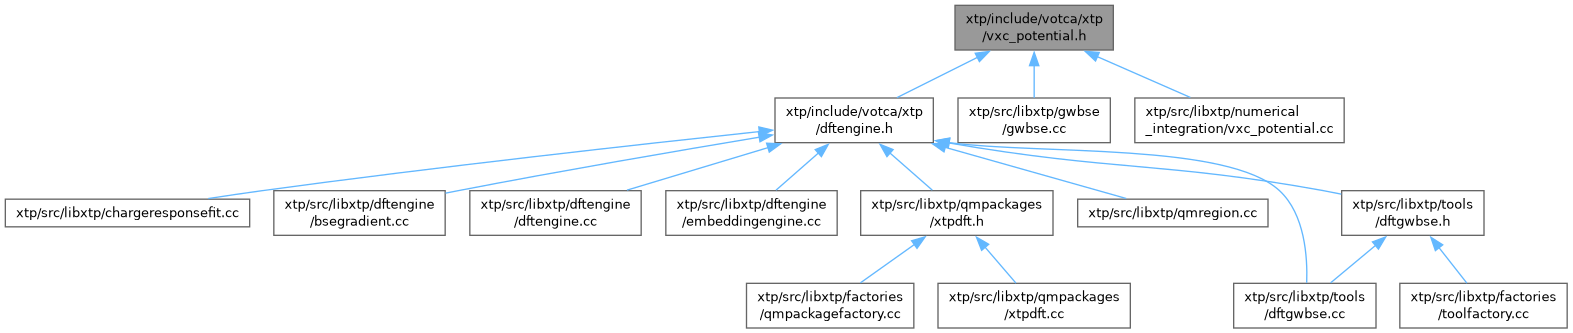 xtp/include/votca/xtp
/vxc_potential.h
xtp/include/votca/xtp
/dftengine.h
xtp/src/libxtp/gwbse
/gwbse.cc
xtp/src/libxtp/numerical
_integration/vxc_potential.cc
xtp/src/libxtp/chargeresponsefit.cc
xtp/src/libxtp/dftengine
/bsegradient.cc
xtp/src/libxtp/dftengine
/dftengine.cc
xtp/src/libxtp/dftengine
/embeddingengine.cc
xtp/src/libxtp/qmpackages
/xtpdft.h
xtp/src/libxtp/qmregion.cc
xtp/src/libxtp/tools
/dftgwbse.h
xtp/src/libxtp/factories
/qmpackagefactory.cc
xtp/src/libxtp/qmpackages
/xtpdft.cc
xtp/src/libxtp/tools
/dftgwbse.cc
xtp/src/libxtp/factories
/toolfactory.cc